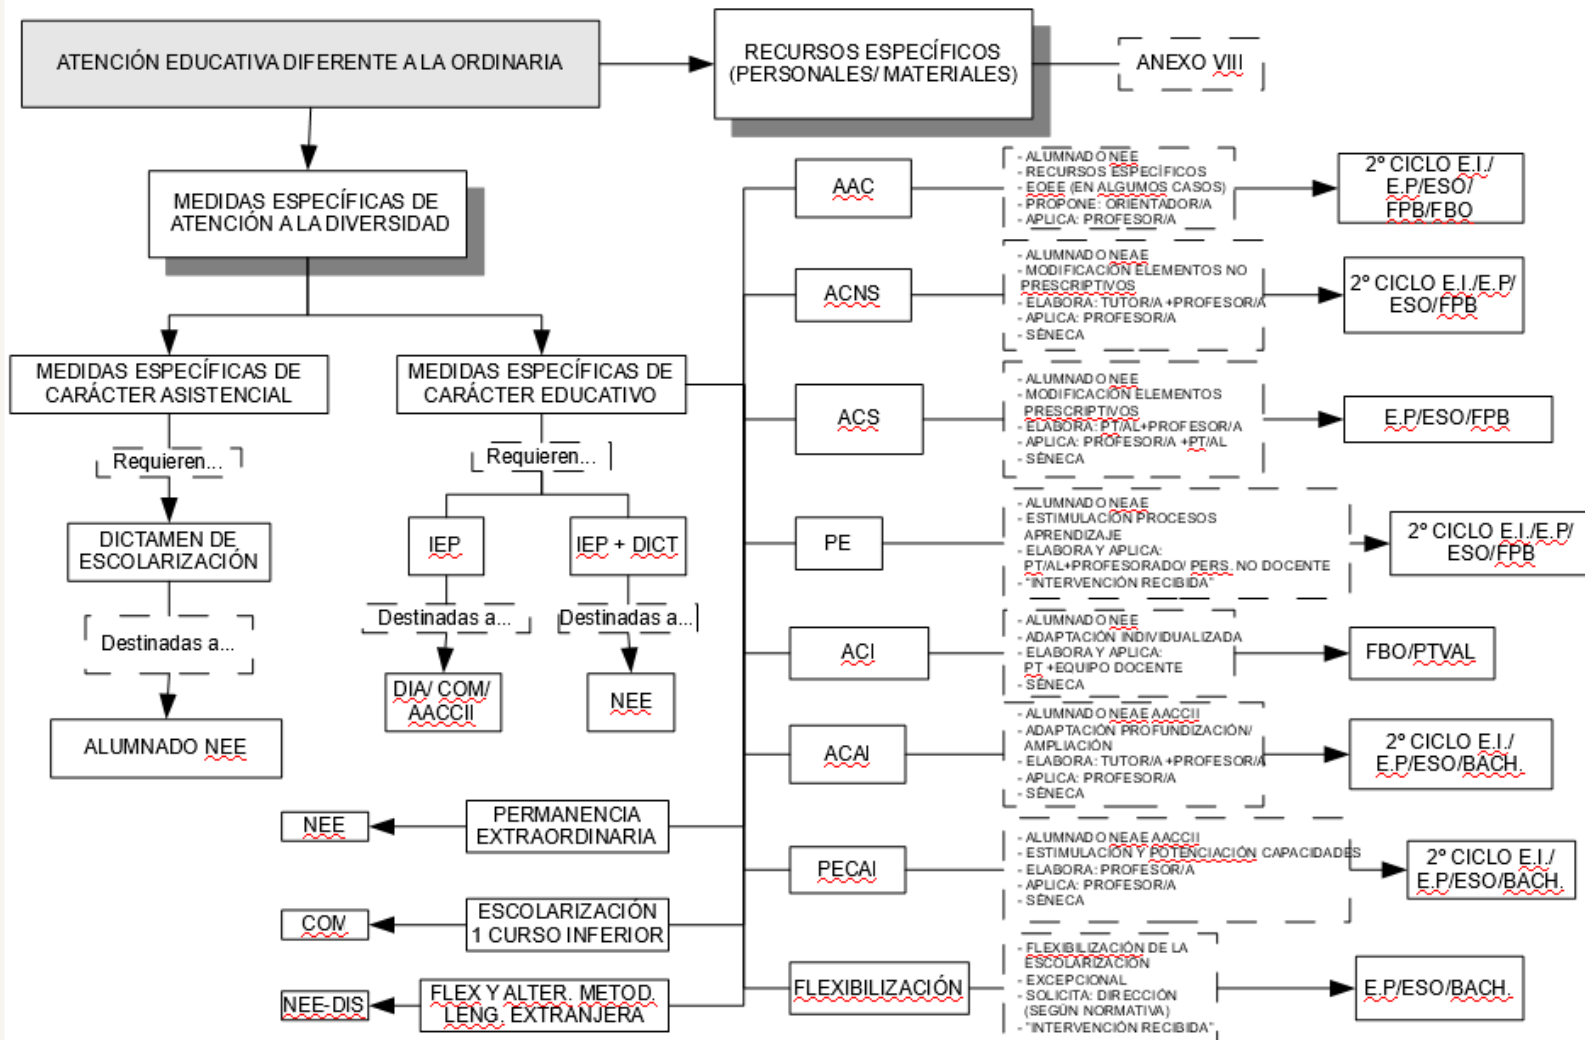 ATENCIÓN EDUCATIVA DIFERENTE A LA ORDINARIA
RECURSOS ESPECÍFICOS
(PERSONALES/ MATERIALES)
ANEXO VIII
MEDIDAS ESPECÍFICAS DE
ATENCIÓN A LA DIVERSIDAD
MEDIDAS ESPECÍFICAS DE
CARÁCTER ASISTENCIAL
Requieren...
DICTAMEN DE
ESCOLARIZACIÓN
Destinadas a...
ALUMNADO NEE
MEDIDAS ESPECÍFICAS DE
CARÁCTER EDUCATIVO
Requieren...
IEP
IEP + DICT
Destinadas a...
Destinadas a...
DIA/ COM/
AACCII
NEE
AAC
- ALUMNADO NEE
- RECURSOS ESPECÍFICOS
- EOEE (EN ALGUMOS CASOS)
- PROPONE: ORIENTADOR/A
- APLICA: PROFESOR/A
2º CICLO E.I./
E.P/ESO/
FPB/FBO
ACNS
- ALUMNADO NEAE
- MODIFICACIÓN ELEMENTOS NO
PRESCRIPTIVOS
- ELABORA: TUTOR/A +PROFESOR/A
- APLICA: PROFESOR/A
- SÉNECA
2º CICLO E.I./E.P/
ESO/FPB
ACS
- ALUMNADO NEE
- MODIFICACIÓN ELEMENTOS
PRESCRIPTIVOS
- ELABORA: PT/AL+PROFESOR/A
- APLICA: PROFESOR/A +PT/AL
- SÉNECA
E.P/ESO/FPB
PE
- ALUMNADO NEAE
- ESTIMULACIÓN PROCESOS
APRENDIZAJE
- ELABORA Y APLICA:
PT/AL+PROFESORADO/ PERS. NO DOCENTE
- "INTERVENCIÓN RECIBIDA"
2º CICLO E.I./E.P/
ESO/FPB
ACI
- ALUMNADO NEE
- ADAPTACIÓN INDIVIDUALIZADA
- ELABORA Y APLICA:
PT +EQUIPO DOCENTE
- SÉNECA
FBO/PTVAL
ACAI
- ALUMNADO NEAE AACCII
- ADAPTACIÓN PROFUNDIZACIÓN/
AMPLIACIÓN
- ELABORA: TUTOR/A +PROFESOR/A
- APLICA: PROFESOR/A
- SÉNECA
2º CICLO E.I./
E.P/ESO/BACH.
PECAI
- ALUMNADO NEAE AACCII
- ESTIMULACIÓN Y POTENCIACIÓN CAPACIDADES
- ELABORA: PROFESOR/A
- APLICA: PROFESOR/A
- SÉNECA
2º CICLO E.I./
E.P/ESO/BACH.
FLEXIBILIZACIÓN
- FLEXIBILIZACIÓN DE LA
ESCOLARIZACIÓN
- EXCEPCIONAL
- SOLICITA: DIRECCIÓN
(SEGÚN NORMATIVA)
- "INTERVENCIÓN RECIBIDA"
E.P/ESO/BACH.
PERMANENCIA
EXTRAORDINARIA
NEE
ESCOLARIZACIÓN
1 CURSO INFERIOR
COM
FLEX Y ALTER. METOD.
LENG. EXTRANJERA
NEE-DIS